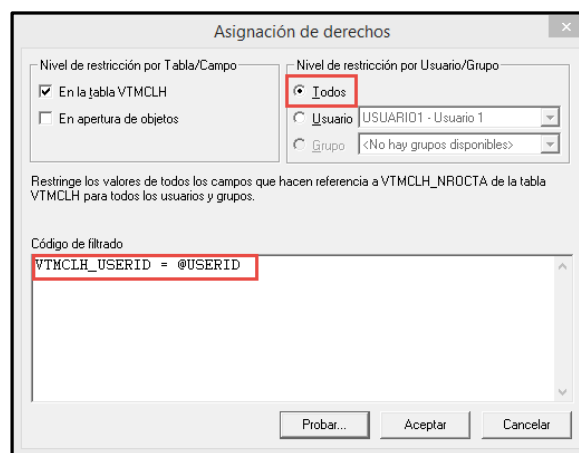 Asignación de derechos
Nivel de restricción por Tabla/Campo
En la tabla VTMCLH
En apertura de objetos
Nivel de restricción por Usuario/Grupo
Todos
Usuario USUARIO1 - Usuario 1
Grupo <No hay grupos disponibles>
Restringe los valores de todos los campos que hacen referencia a VTMCLH_NROCTA de la tabla
VTMCLH para todos los usuarios y grupos.
Código de filtrado
VTMCLH_USERID = @USERID
Probar...
Aceptar
Cancelar